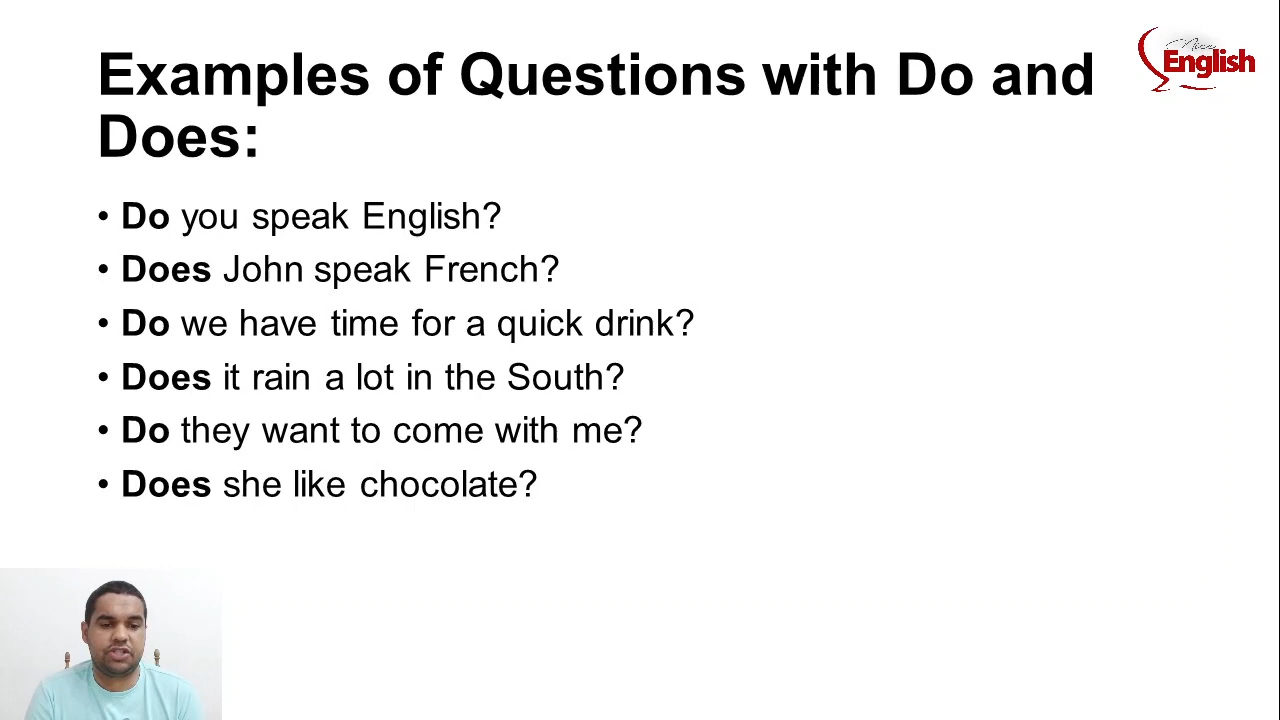 Nice
English
Examples of Questions with Do and
Does:
• Do you speak English?
• Does John speak French?
• Do we have time for a quick drink?
• Does it rain a lot in the South?
• Do they want to come with me?
• Does she like chocolate?